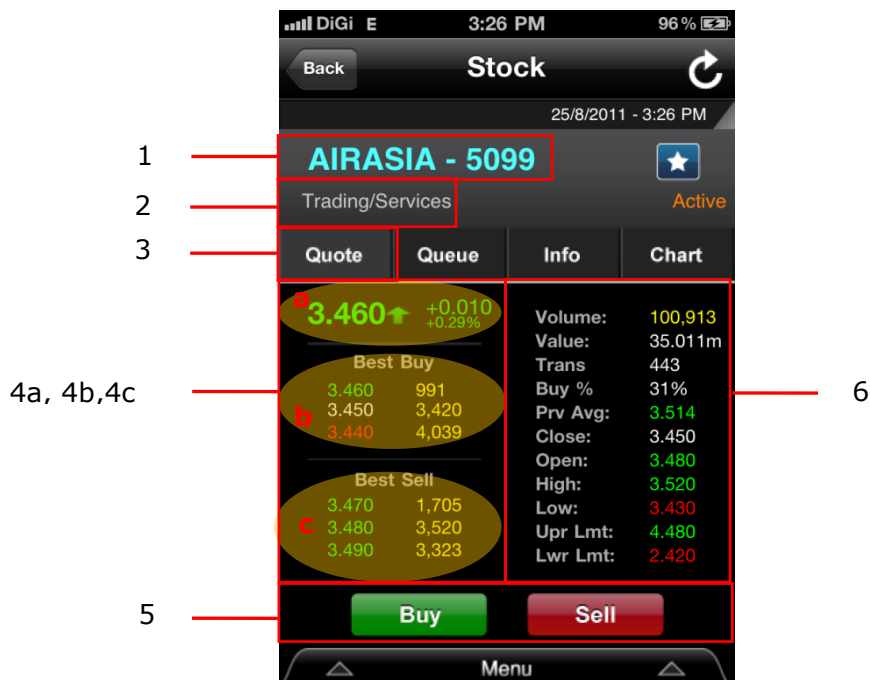 DiGi E 3:26 PM 96%
Back Stock
25/8/2011 - 3:26 PM
1 AIRASIA - 5099
2 Trading/Services Active
3 Quote Queue Info Chart
a 3.460 +0.010
+0.29%
Best Buy
3.460 991
4a, 4b,4c b 3.450 3,420
3.440 4,039
Best Sell
3.470 1,705
c 3.480 3,520
3.490 3,323
Volume: 100,913
Value: 35.011m
Trans 443
Buy % 31%
6
Prv Avg: 3.514
Close: 3.450
Open: 3.480
High: 3.520
Low: 3.430
Upr Lmt: 4.480
Lwr Lmt: 2.420
5 Buy Sell
Menu